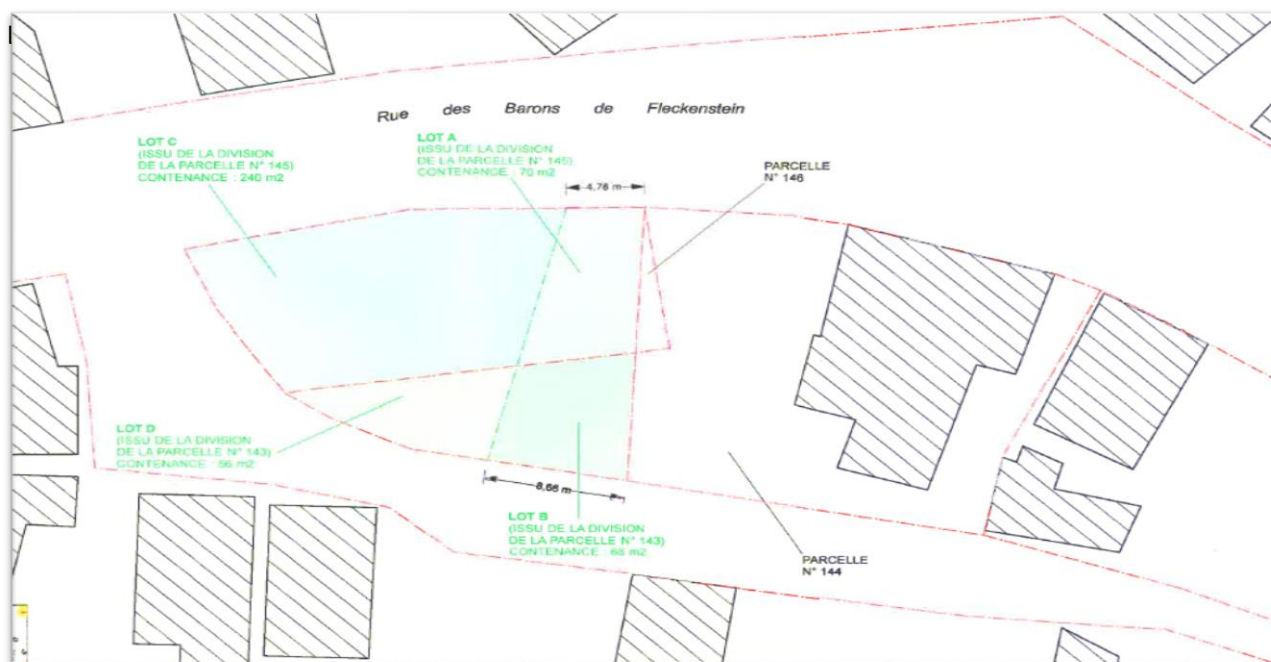 Rue des Barons de Fleckenstein
LOT C
(ISSU DE LA DIVISION
DE LA PARCELLE N° 145)
CONTENANCE : 240 m2
LOT A
(ISSU DE LA DIVISION
DE LA PARCELLE N° 145)
CONTENANCE : 70 m2
4,76 m
PARCELLE
N° 146
LOT D
(ISSU DE LA DIVISION
DE LA PARCELLE N° 143)
CONTENANCE : 56 m2
8,66 m
LOT B
(ISSU DE LA DIVISION
DE LA PARCELLE N° 143)
CONTENANCE : 68 m2
PARCELLE
N° 144